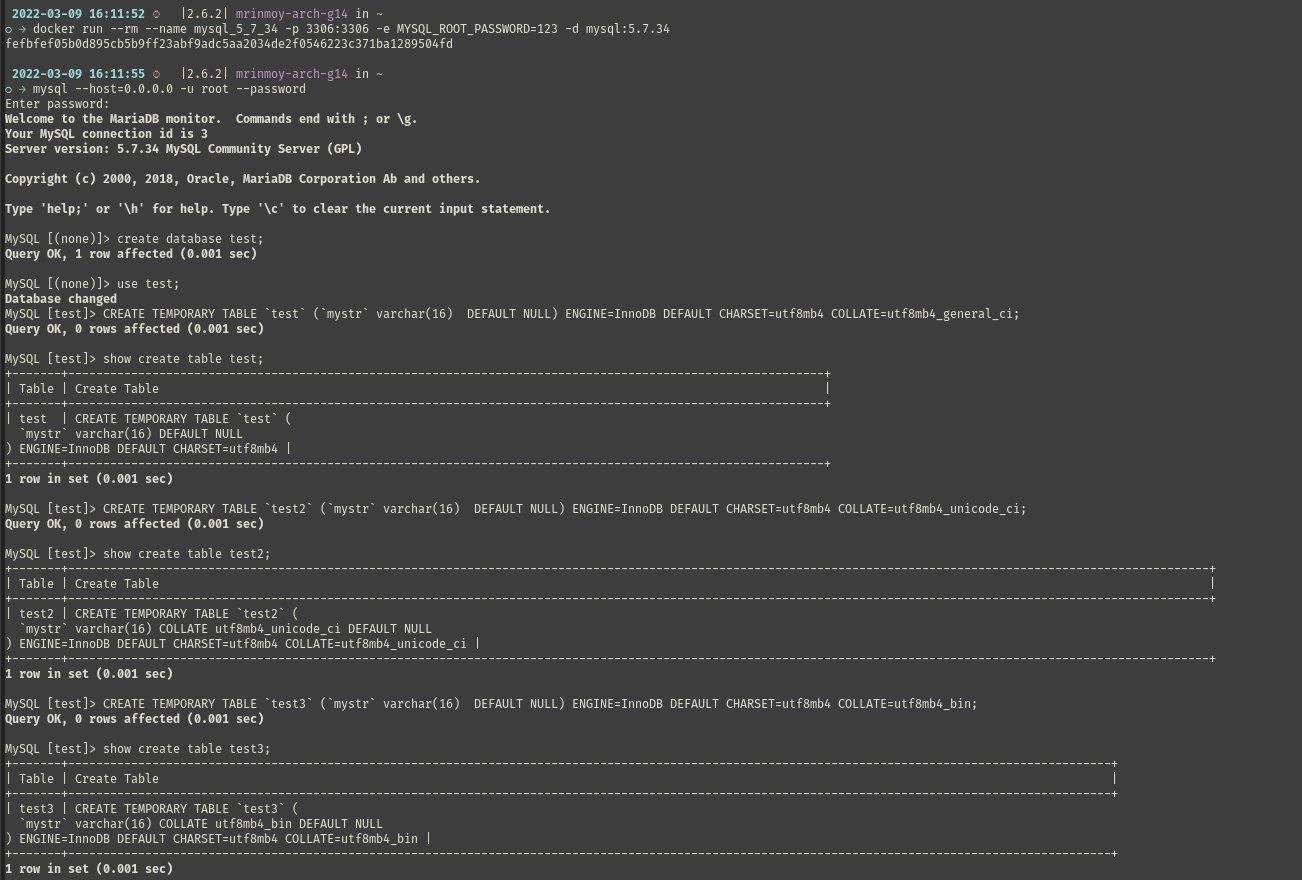 2022-03-09 16:11:52 |2.6.2| mrinmoy-arch-g14 in ~
○ → docker run --rm --name mysql_5_7_34 -p 3306:3306 -e MYSQL_ROOT_PASSWORD=123 -d mysql:5.7.34
fefbfef05b0d895cb5b9ff23abf9adc5aa2034de2f0546223c371ba1289504fd
2022-03-09 16:11:55 |2.6.2| mrinmoy-arch-g14 in ~
○ → mysql --host=0.0.0.0 -u root --password
Enter password:
Welcome to the MariaDB monitor.  Commands end with ; or \g.
Your MySQL connection id is 3
Server version: 5.7.34 MySQL Community Server (GPL)
Copyright (c) 2000, 2018, Oracle, MariaDB Corporation Ab and others.
Type 'help;' or '\h' for help. Type '\c' to clear the current input statement.
MySQL [(none)]> create database test;
Query OK, 1 row affected (0.001 sec)
MySQL [(none)]> use test;
Database changed
MySQL [test]> CREATE TEMPORARY TABLE `test` (`mystr` varchar(16)  DEFAULT NULL) ENGINE=InnoDB DEFAULT CHARSET=utf8mb4 COLLATE=utf8mb4_general_ci;
Query OK, 0 rows affected (0.001 sec)
MySQL [test]> show create table test;
| Table | Create Table |
| test  | CREATE TEMPORARY TABLE `test` (
  `mystr` varchar(16) DEFAULT NULL
) ENGINE=InnoDB DEFAULT CHARSET=utf8mb4 |
1 row in set (0.001 sec)
MySQL [test]> CREATE TEMPORARY TABLE `test2` (`mystr` varchar(16)  DEFAULT NULL) ENGINE=InnoDB DEFAULT CHARSET=utf8mb4 COLLATE=utf8mb4_unicode_ci;
Query OK, 0 rows affected (0.001 sec)
MySQL [test]> show create table test2;
| Table | Create Table |
| test2 | CREATE TEMPORARY TABLE `test2` (
  `mystr` varchar(16) COLLATE utf8mb4_unicode_ci DEFAULT NULL
) ENGINE=InnoDB DEFAULT CHARSET=utf8mb4 COLLATE=utf8mb4_unicode_ci |
1 row in set (0.001 sec)
MySQL [test]> CREATE TEMPORARY TABLE `test3` (`mystr` varchar(16)  DEFAULT NULL) ENGINE=InnoDB DEFAULT CHARSET=utf8mb4 COLLATE=utf8mb4_bin;
Query OK, 0 rows affected (0.001 sec)
MySQL [test]> show create table test3;
| Table | Create Table |
| test3 | CREATE TEMPORARY TABLE `test3` (
  `mystr` varchar(16) COLLATE utf8mb4_bin DEFAULT NULL
) ENGINE=InnoDB DEFAULT CHARSET=utf8mb4 COLLATE=utf8mb4_bin |
1 row in set (0.001 sec)